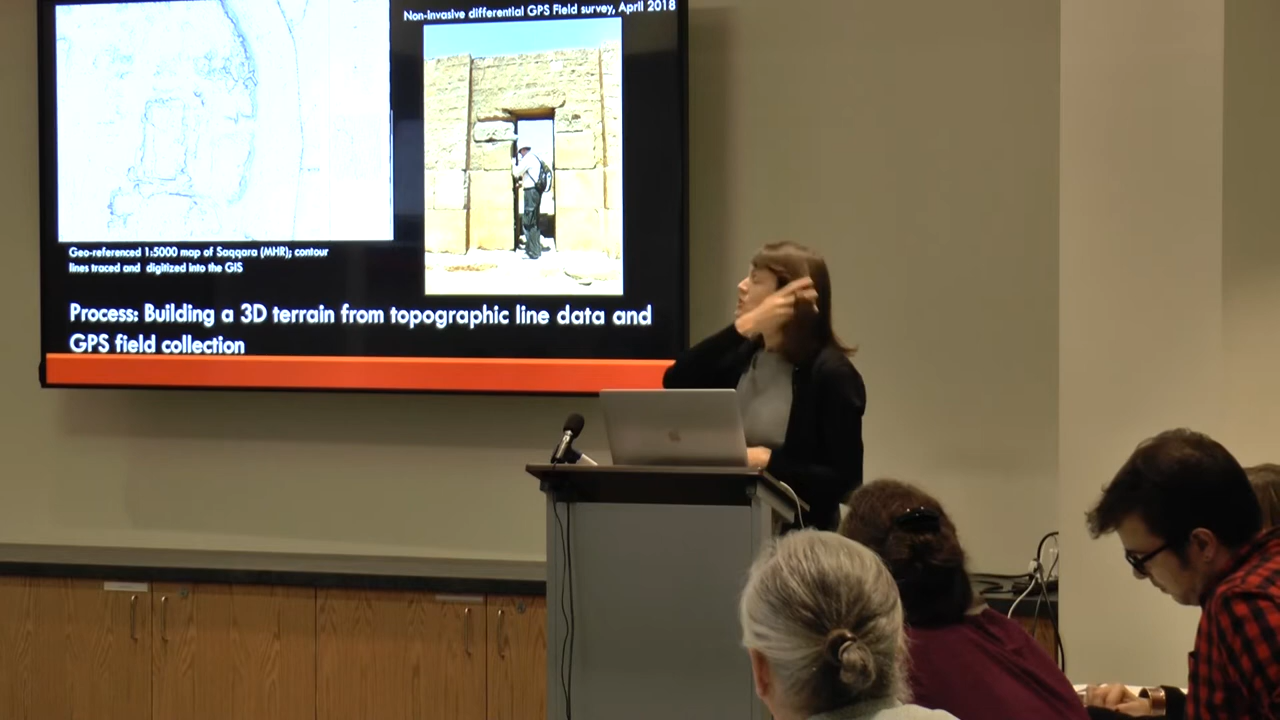 Non-invasive differential GPS Field survey, April 2018
Geo-referenced 1:5000 map of Saqqara (MHR); contour
lines traced and digitized into the GIS
Process: Building a 3D terrain from topographic line data and
GPS field collection